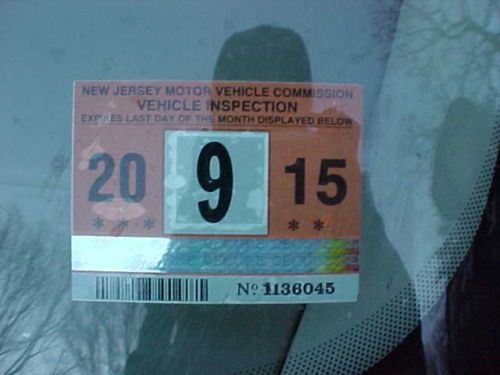 NEW JERSEY MOTOR VEHICLE COMMISSION
VEHICLE INSPECTION
EXPIRES LAST DAY OF THE MONTH DISPLAYED BELOW
20 9 15
*** **
Nº 1136045